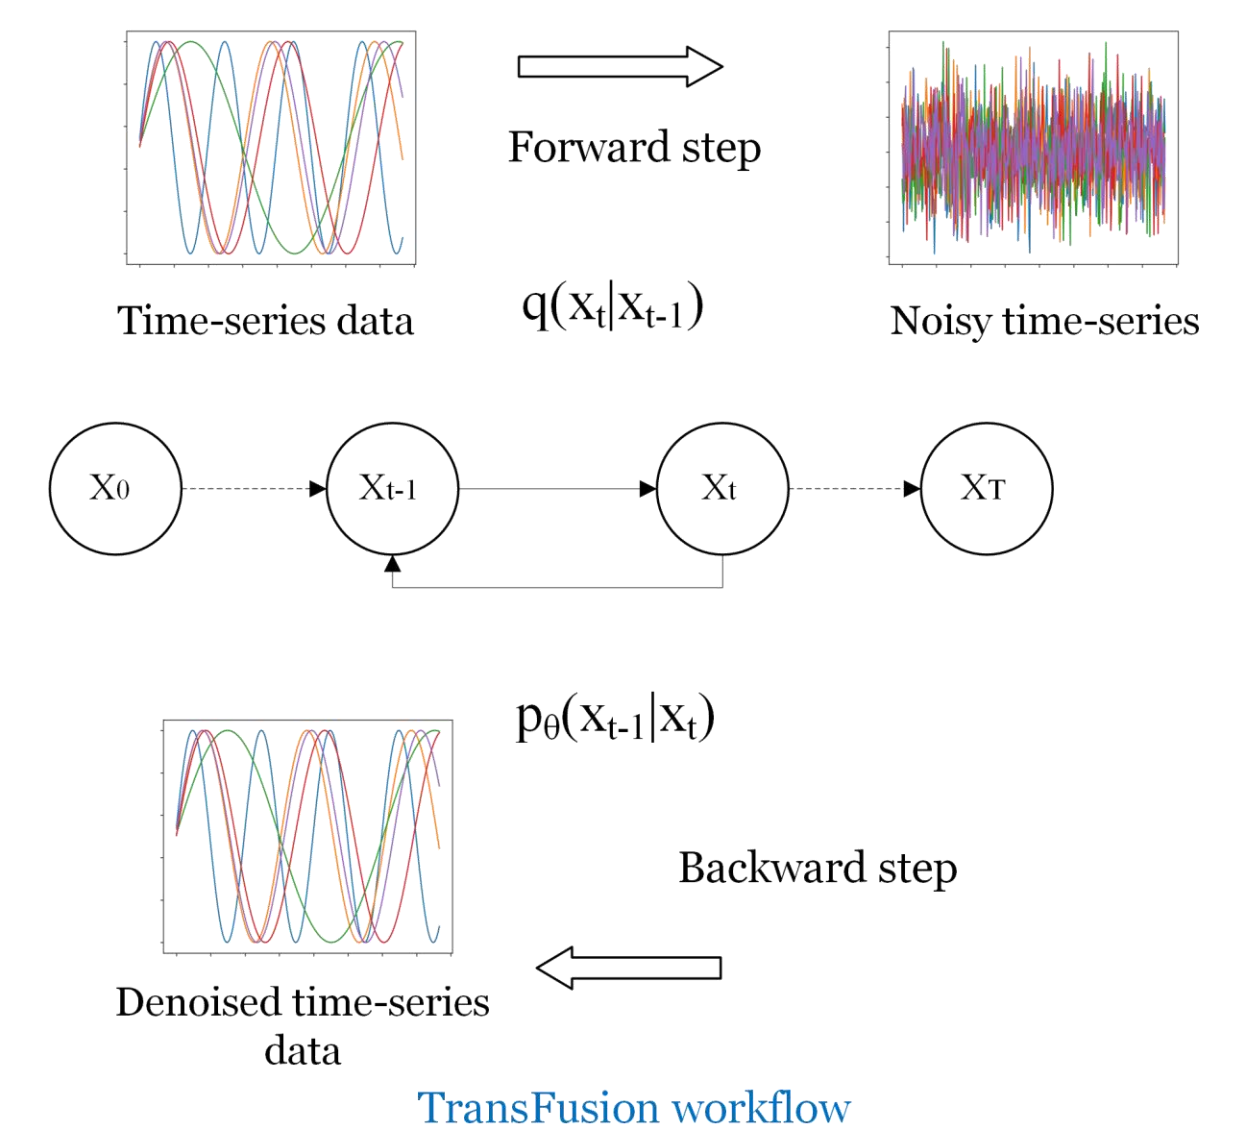 Forward step
Time-series data
q(xₜ|xₜ₋₁)
Noisy time-series
X0
Xt-1
Xt
XT
p_θ(xₜ₋₁|xₜ)
Backward step
Denoised time-series
data
TransFusion workflow